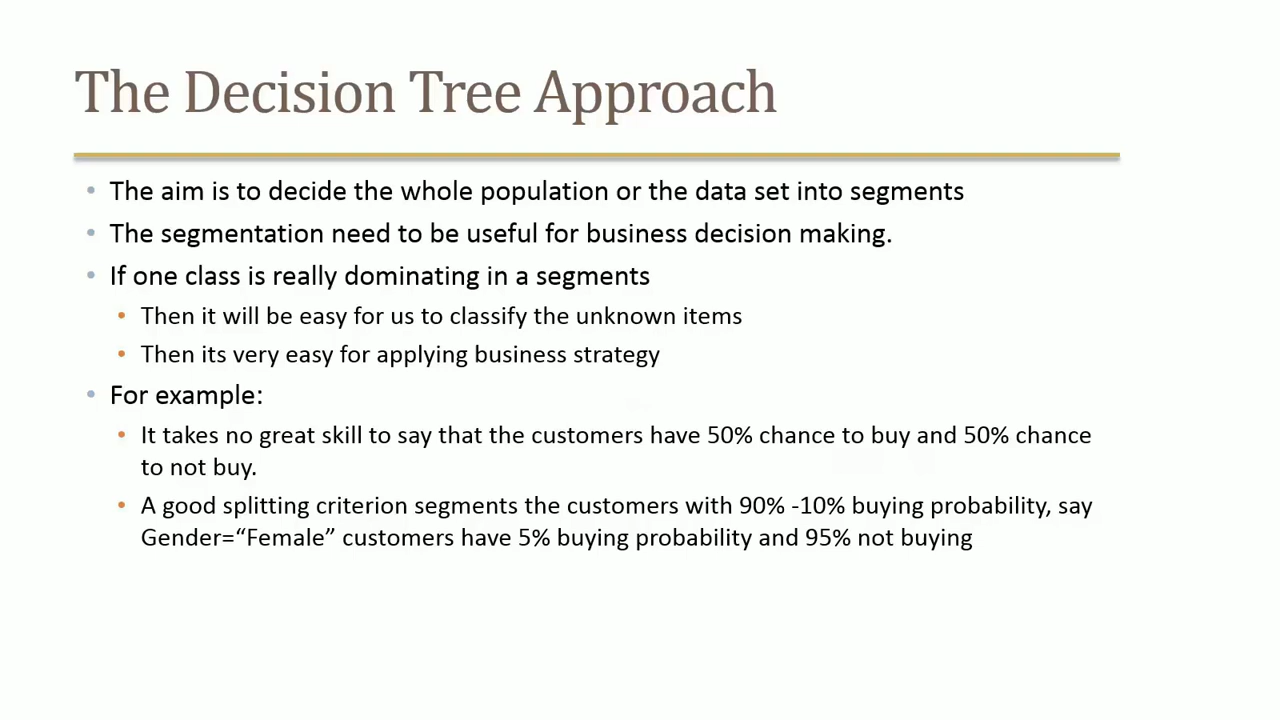 The Decision Tree Approach
• The aim is to decide the whole population or the data set into segments
• The segmentation need to be useful for business decision making.
• If one class is really dominating in a segments
• Then it will be easy for us to classify the unknown items
• Then its very easy for applying business strategy
• For example:
• It takes no great skill to say that the customers have 50% chance to buy and 50% chance
to not buy.
• A good splitting criterion segments the customers with 90% -10% buying probability, say
Gender=“Female” customers have 5% buying probability and 95% not buying